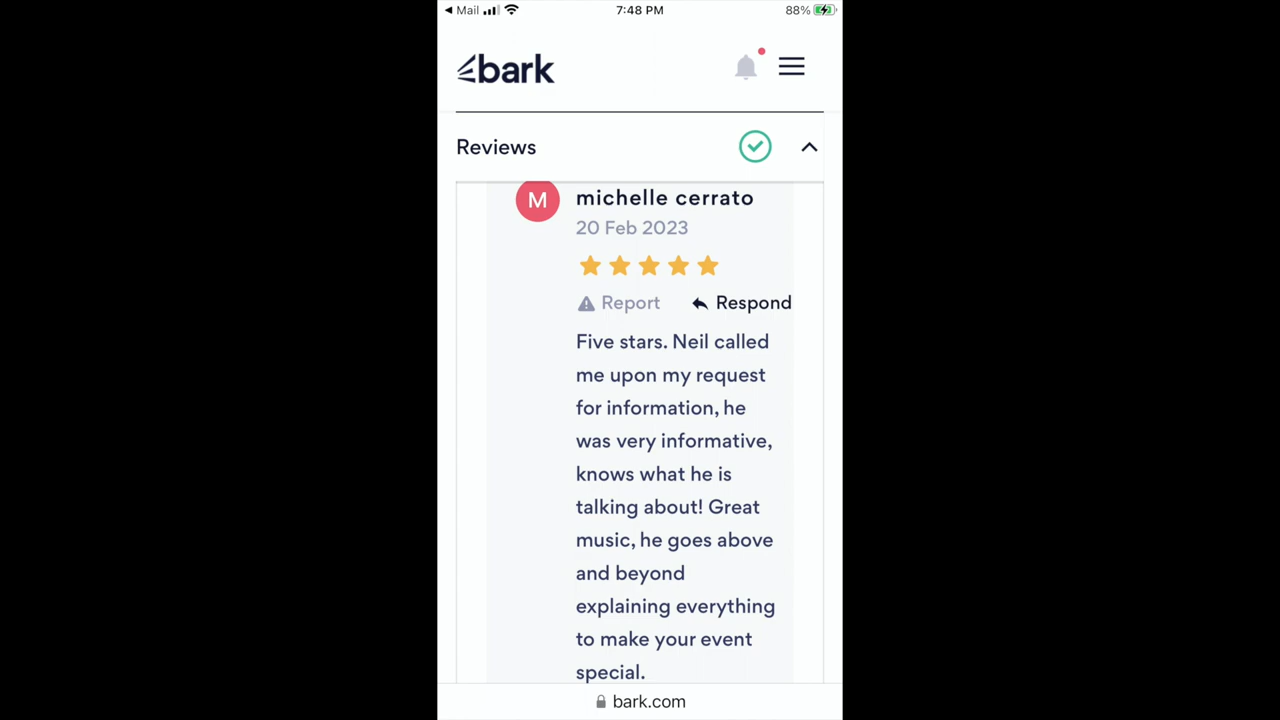 ◀ Mail 7:48 PM 88%
bark
Reviews
M michelle cerrato
20 Feb 2023
Report Respond
Five stars. Neil called
me upon my request
for information, he
was very informative,
knows what he is
talking about! Great
music, he goes above
and beyond
explaining everything
to make your event
special.
bark.com